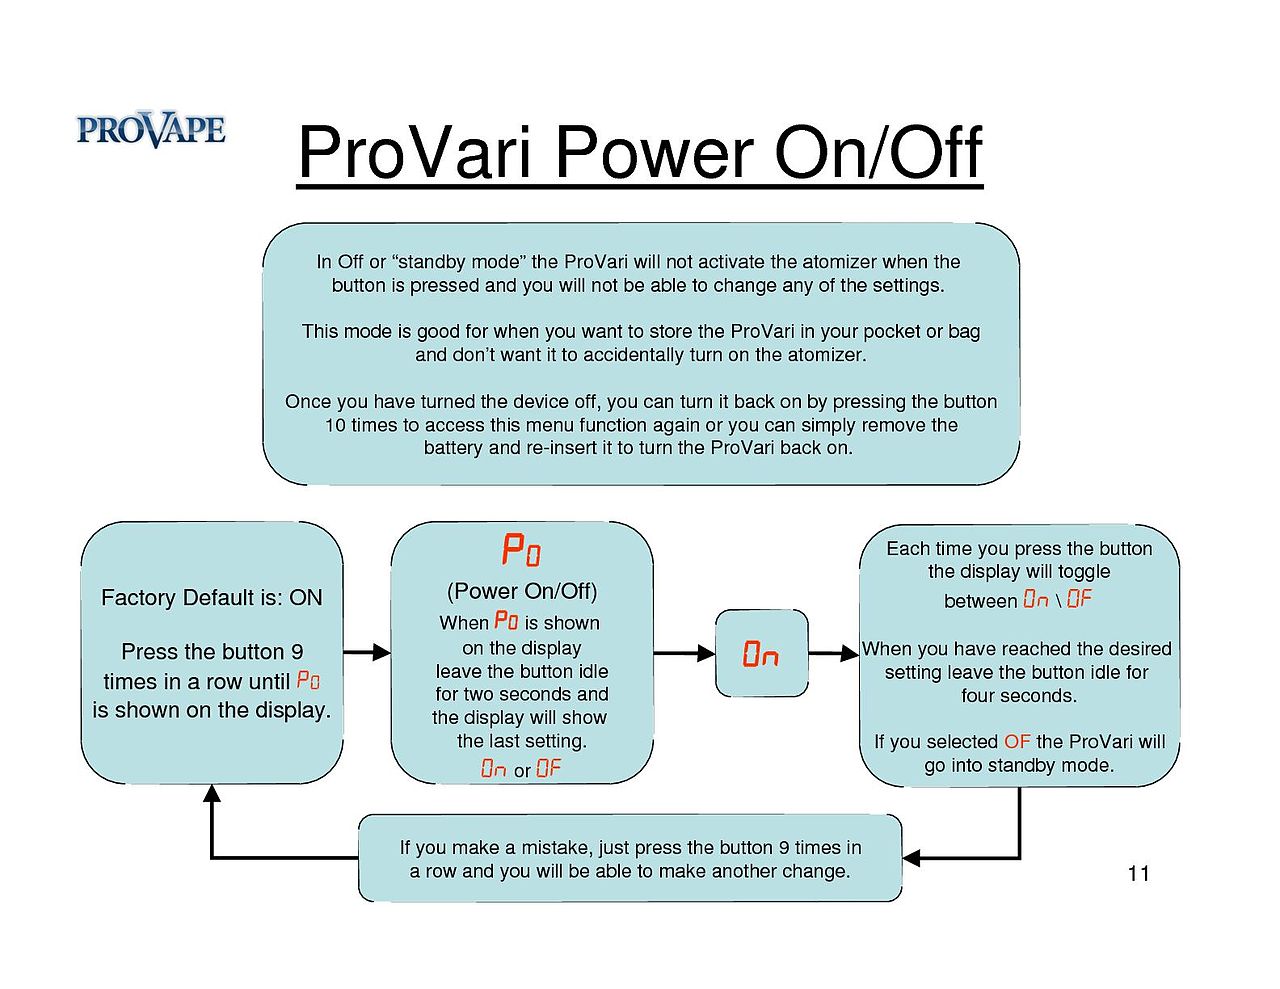 PROVAPE
ProVari Power On/Off
In Off or “standby mode” the ProVari will not activate the atomizer when the
button is pressed and you will not be able to change any of the settings.
This mode is good for when you want to store the ProVari in your pocket or bag
and don’t want it to accidentally turn on the atomizer.
Once you have turned the device off, you can turn it back on by pressing the button
10 times to access this menu function again or you can simply remove the
battery and re-insert it to turn the ProVari back on.
Factory Default is: ON
Press the button 9
times in a row until P0
is shown on the display.
P0
(Power On/Off)
When P0 is shown
on the display
leave the button idle
for two seconds and
the display will show
the last setting.
On or OF
On
Each time you press the button
the display will toggle
between On \ OF
When you have reached the desired
setting leave the button idle for
four seconds.
If you selected OF the ProVari will
go into standby mode.
If you make a mistake, just press the button 9 times in
a row and you will be able to make another change.
11